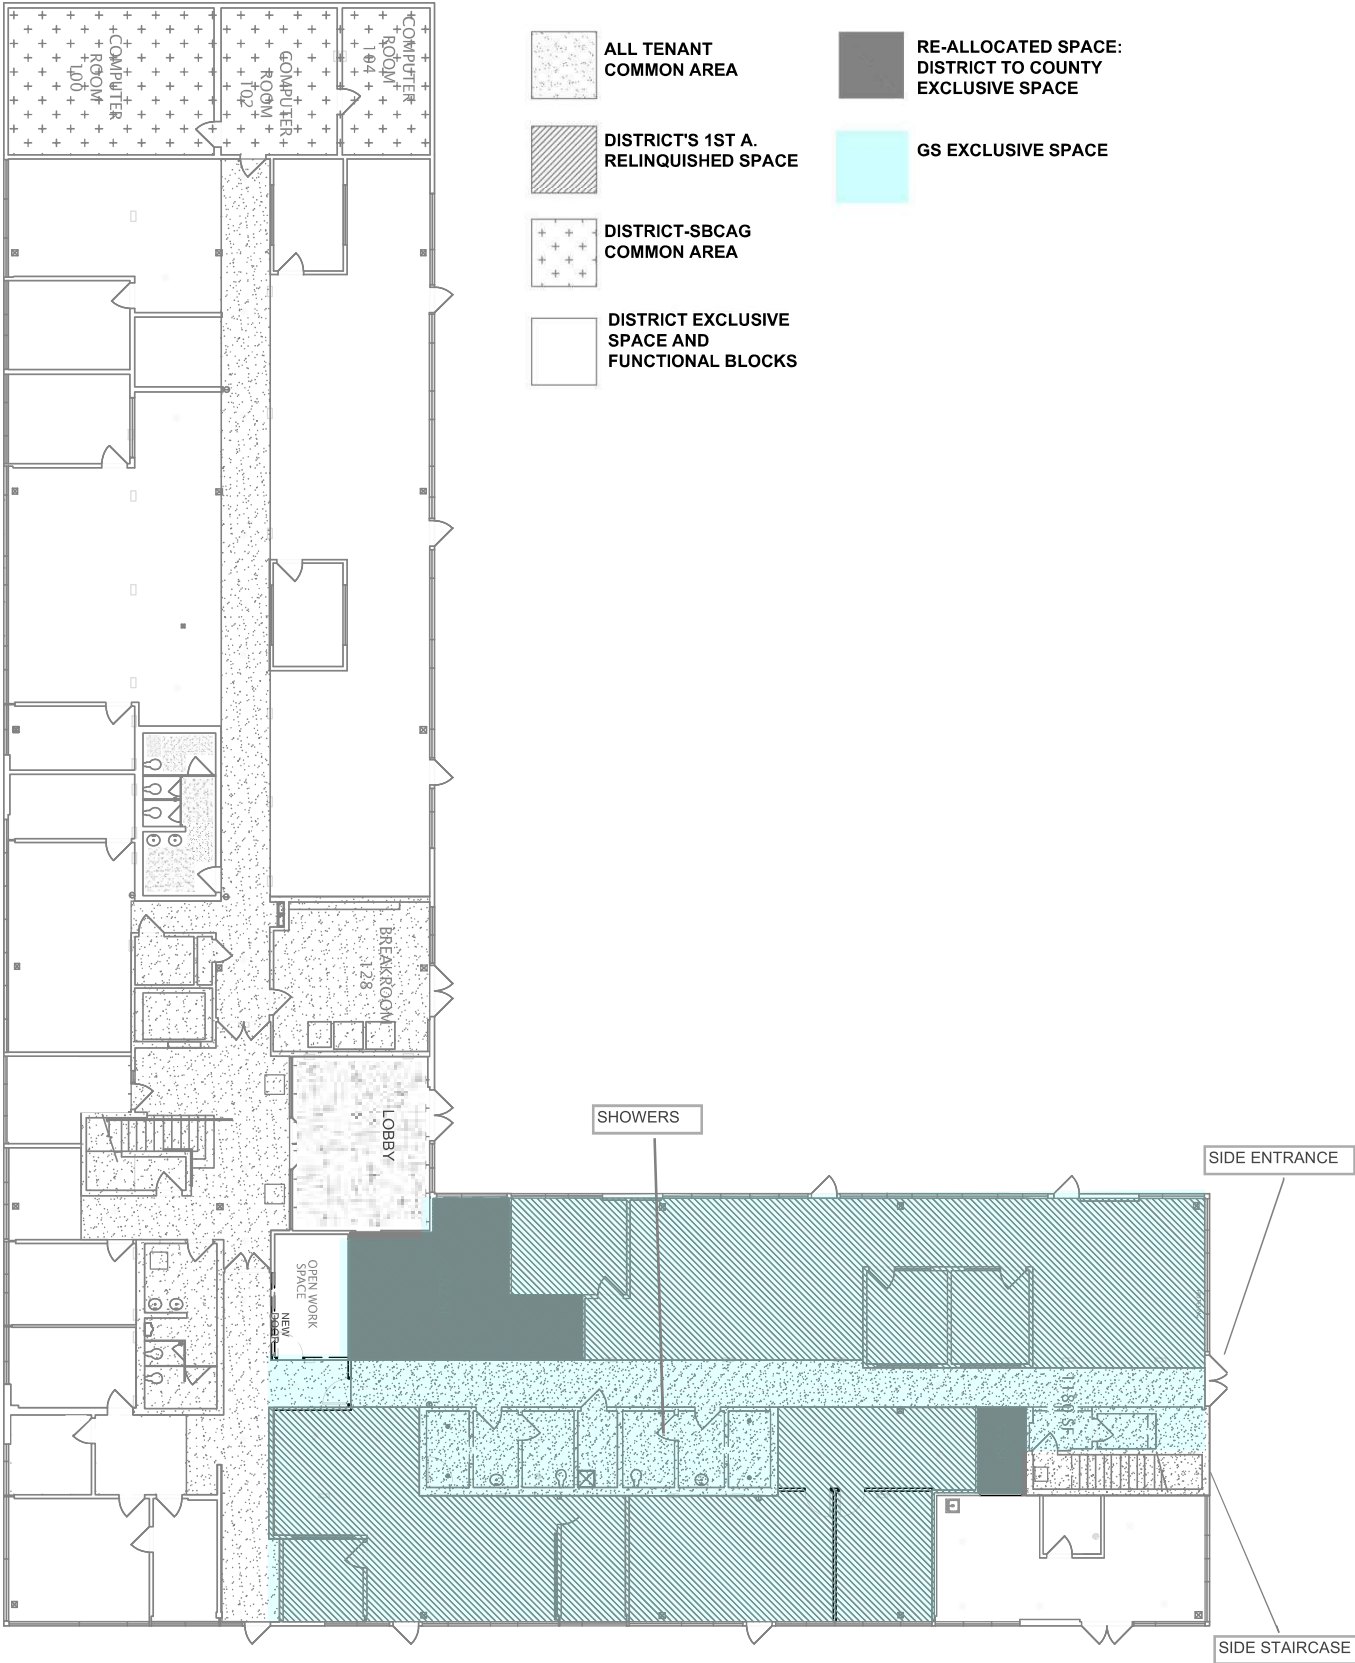 COMPUTER
ROOM
100
COMPUTER
ROOM
102
COMPUTER
ROOM
104
ALL TENANT
COMMON AREA
DISTRICT'S 1ST A.
RELINQUISHED SPACE
DISTRICT-SBCAG
COMMON AREA
DISTRICT EXCLUSIVE
SPACE AND
FUNCTIONAL BLOCKS
RE-ALLOCATED SPACE:
DISTRICT TO COUNTY
EXCLUSIVE SPACE
GS EXCLUSIVE SPACE
BREAKROOM
128
LOBBY
SHOWERS
SIDE ENTRANCE
OPEN WORK
SPACE
NEW
DOOR
1180 SF
SIDE STAIRCASE